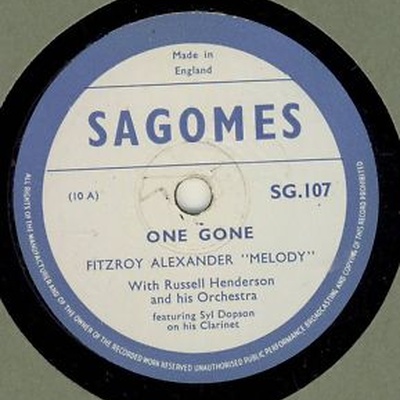 Made in
England
SAGOMES
(10 A)
SG.107
ONE GONE
FITZROY ALEXANDER "MELODY"
With Russell Henderson
and his Orchestra
featuring Syl Dopson
on his Clarinet
ALL RIGHTS OF THE MANUFACTURER AND OF THE OWNER OF THE RECORDED WORK RESERVED UNAUTHORISED PUBLIC PERFORMANCE BROADCASTING AND COPYING OF THIS RECORD PROHIBITED